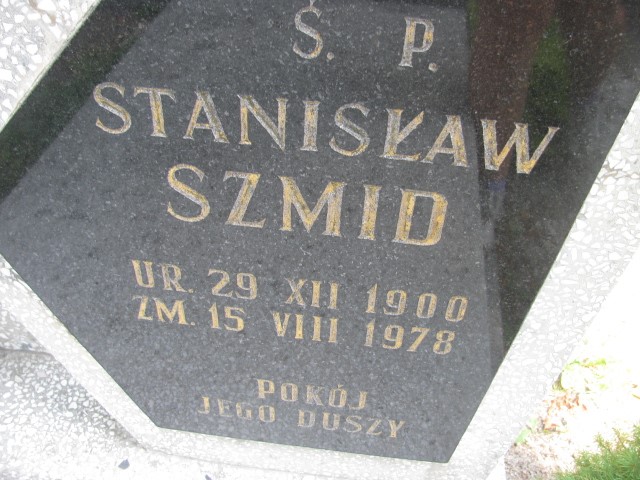 Ś. P.
STANISŁAW
SZMID
UR. 29 XII 1900
ZM. 15 VIII 1978
POKÓJ
JEGO DUSZY